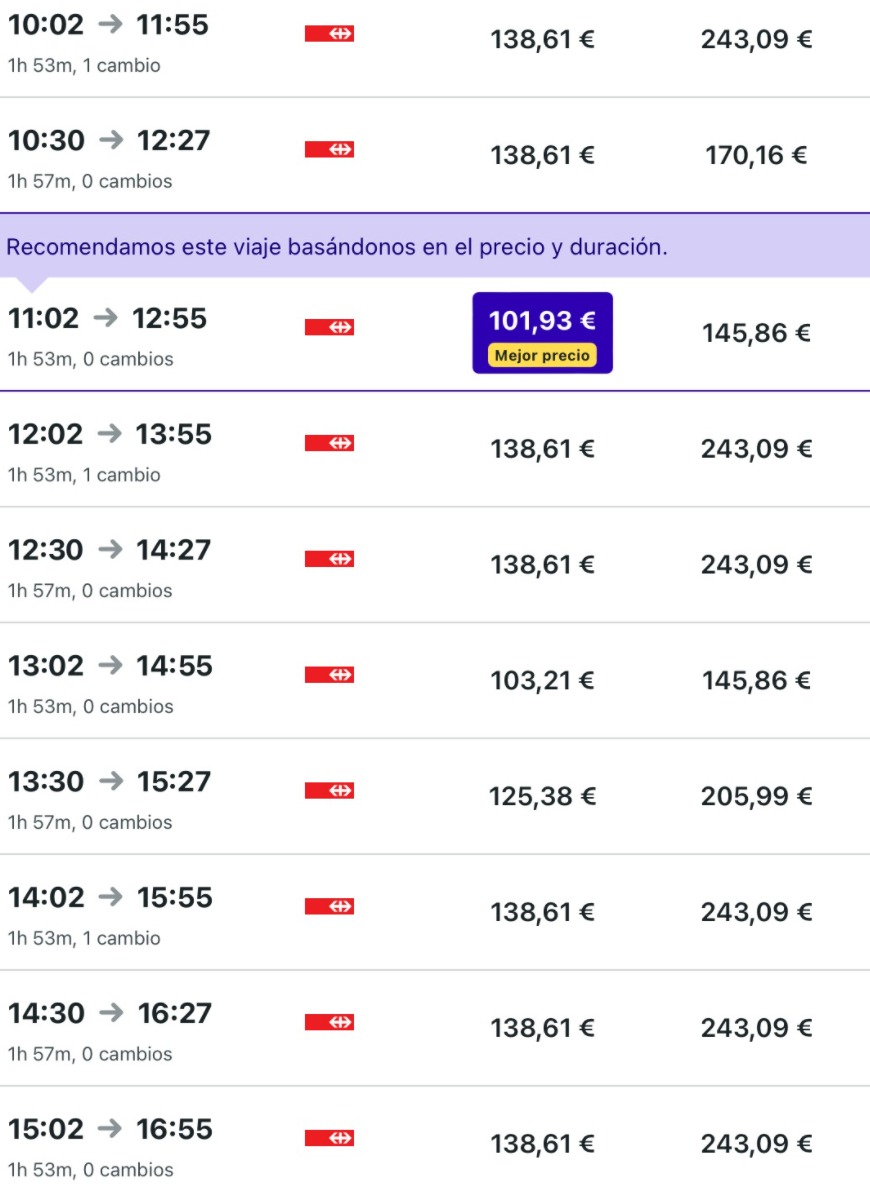 10:02 → 11:55 138,61 € 243,09 €
1h 53m, 1 cambio
10:30 → 12:27 138,61 € 170,16 €
1h 57m, 0 cambios
Recomendamos este viaje basándonos en el precio y duración.
11:02 → 12:55 101,93 € 145,86 €
1h 53m, 0 cambios Mejor precio
12:02 → 13:55 138,61 € 243,09 €
1h 53m, 1 cambio
12:30 → 14:27 138,61 € 243,09 €
1h 57m, 0 cambios
13:02 → 14:55 103,21 € 145,86 €
1h 53m, 0 cambios
13:30 → 15:27 125,38 € 205,99 €
1h 57m, 0 cambios
14:02 → 15:55 138,61 € 243,09 €
1h 53m, 1 cambio
14:30 → 16:27 138,61 € 243,09 €
1h 57m, 0 cambios
15:02 → 16:55 138,61 € 243,09 €
1h 53m, 0 cambios